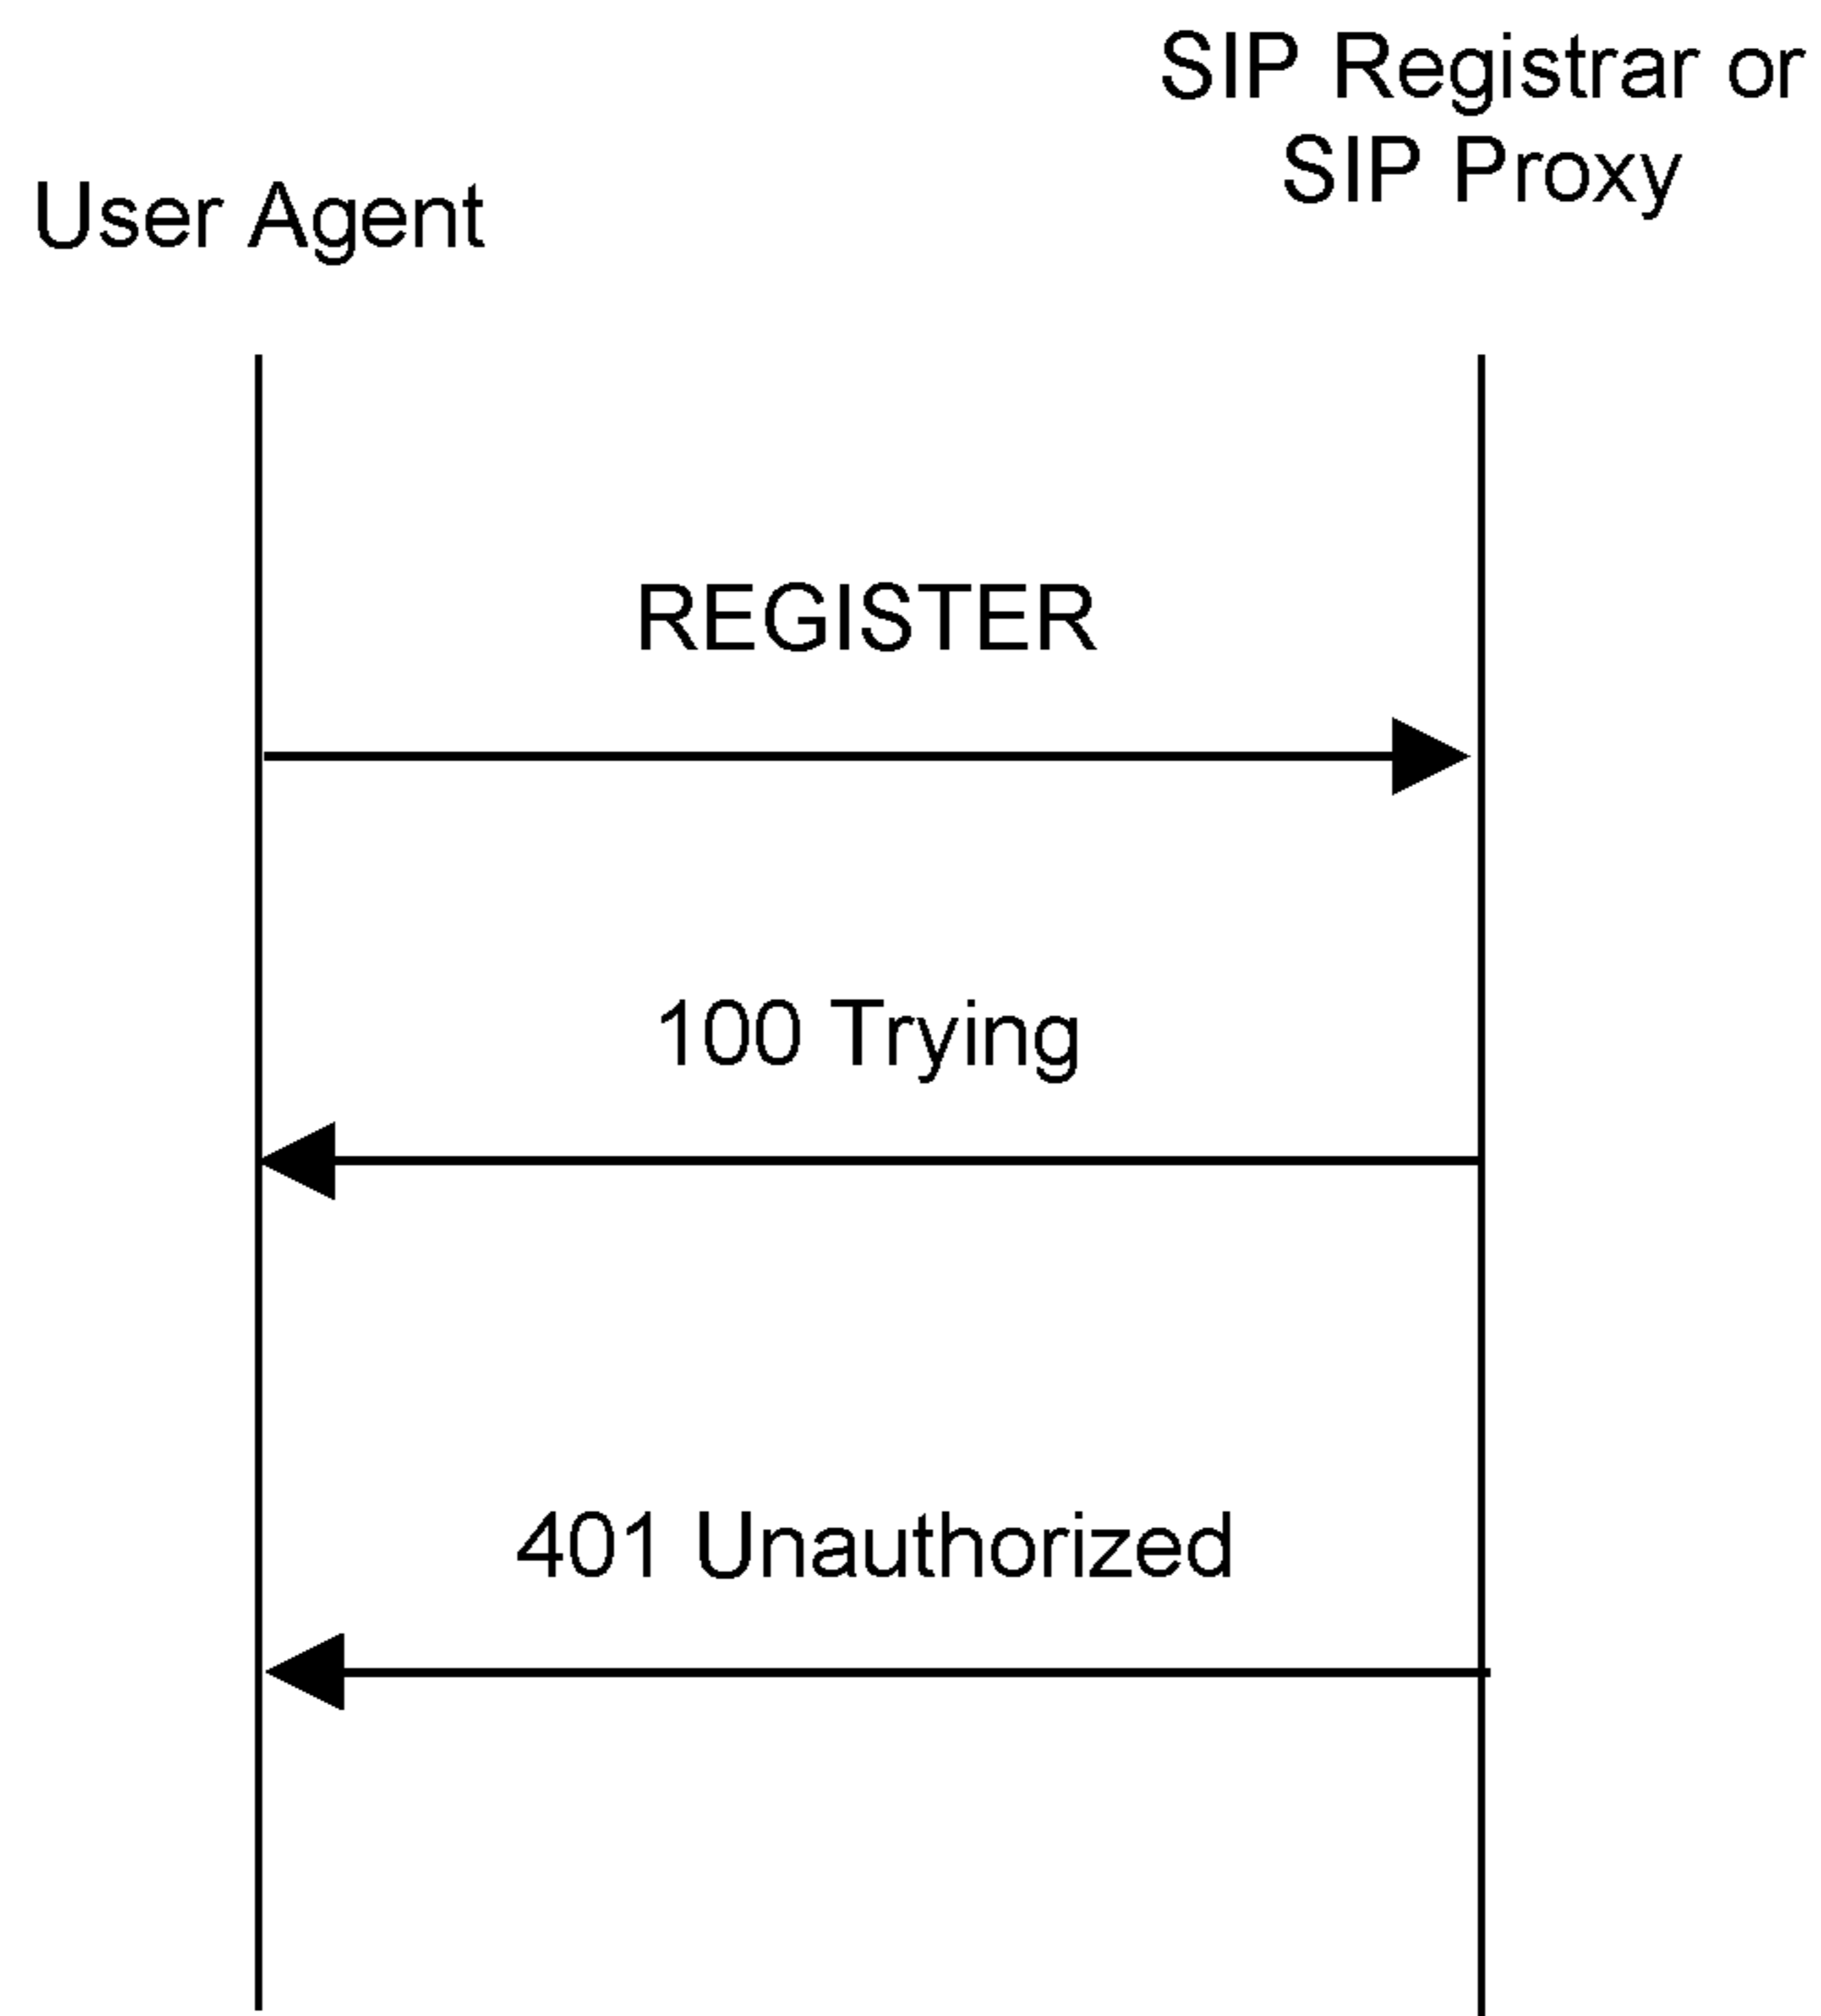 SIP Registrar or
SIP Proxy
User Agent
REGISTER
100 Trying
401 Unauthorized